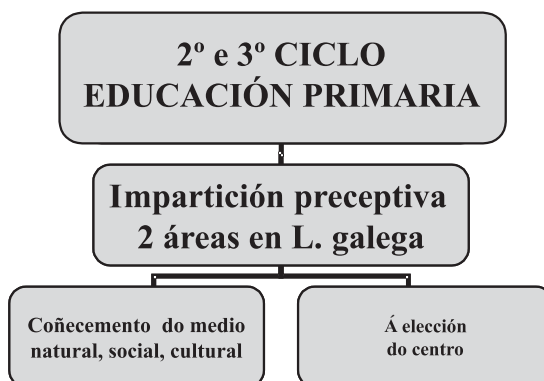 2º e 3º CICLO
EDUCACIÓN PRIMARIA
Impartición preceptiva
2 áreas en L. galega
Coñecemento do medio
natural, social, cultural
Á elección
do centro